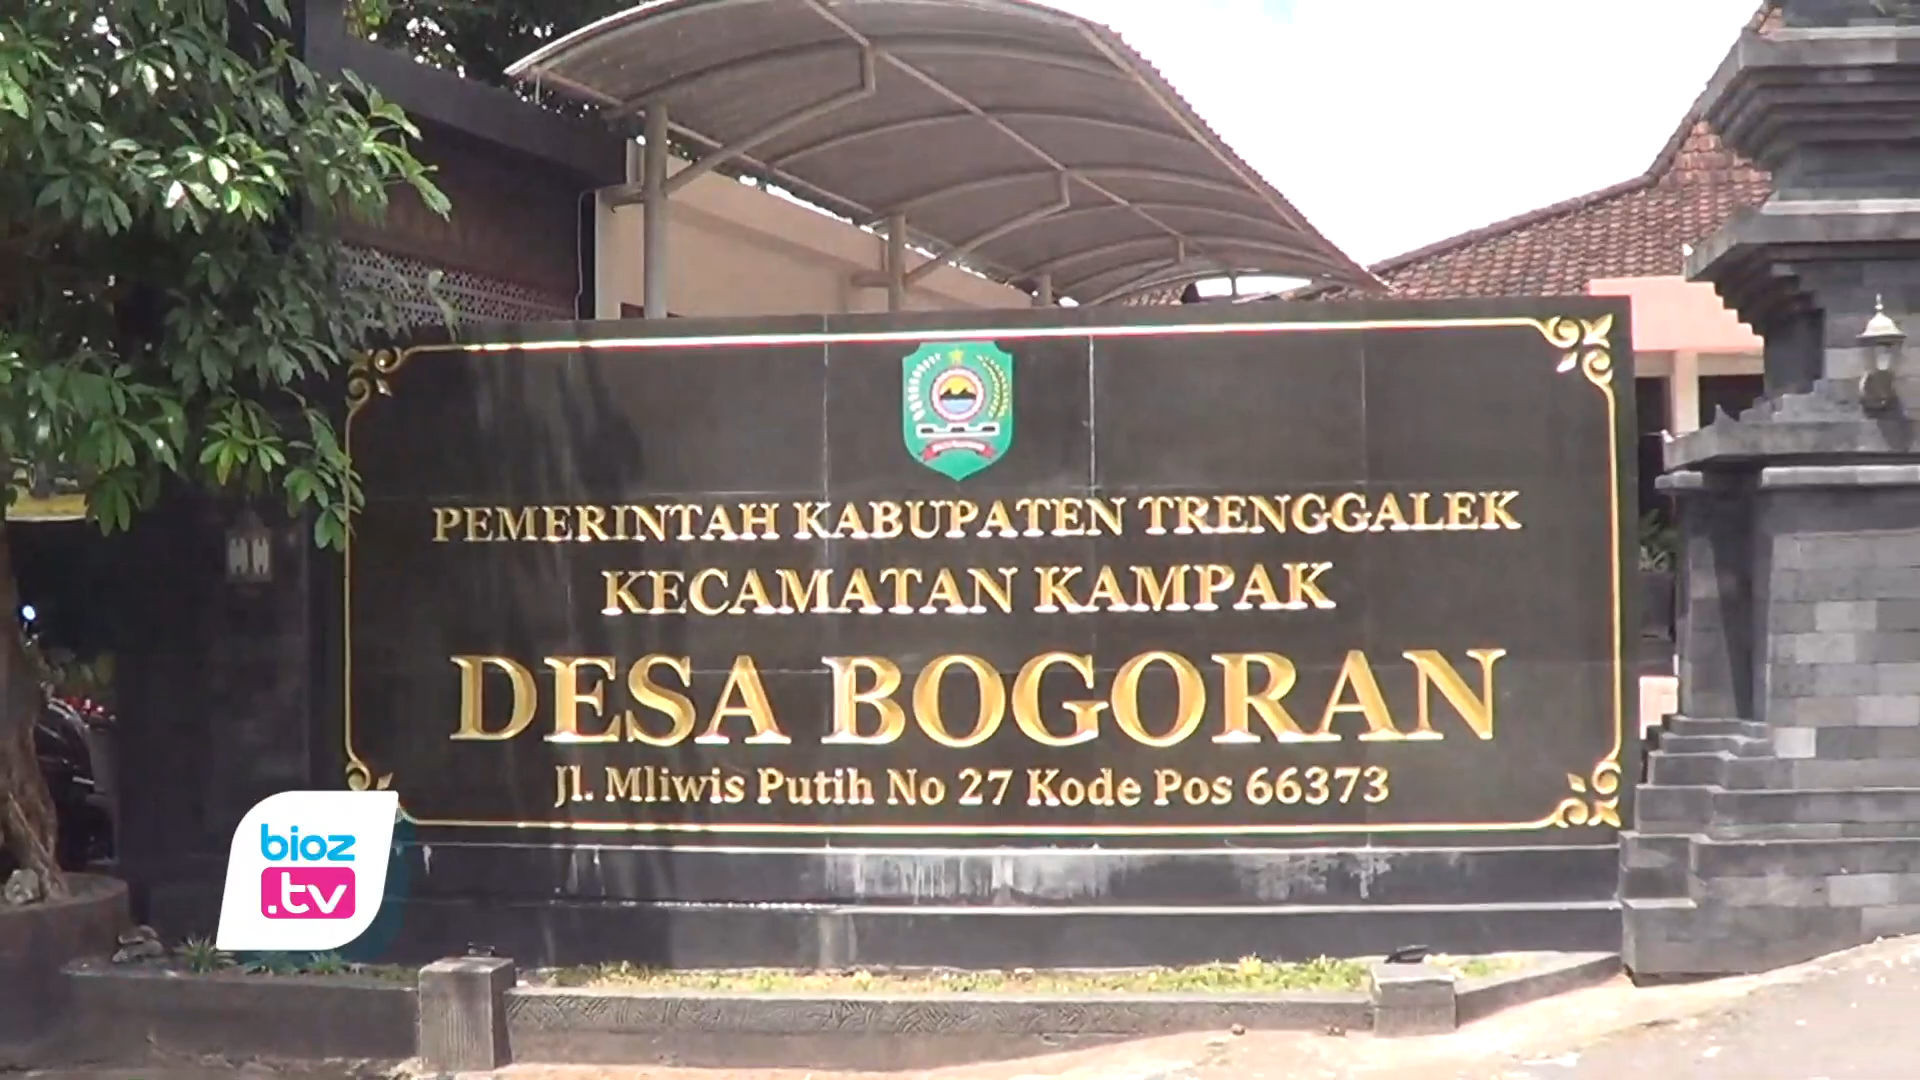 PEMERINTAH KABUPATEN TRENGGALEK
KECAMATAN KAMPAK
DESA BOGORAN
Jl. Mliwis Putih No 27 Kode Pos 66373
bioz
.tv